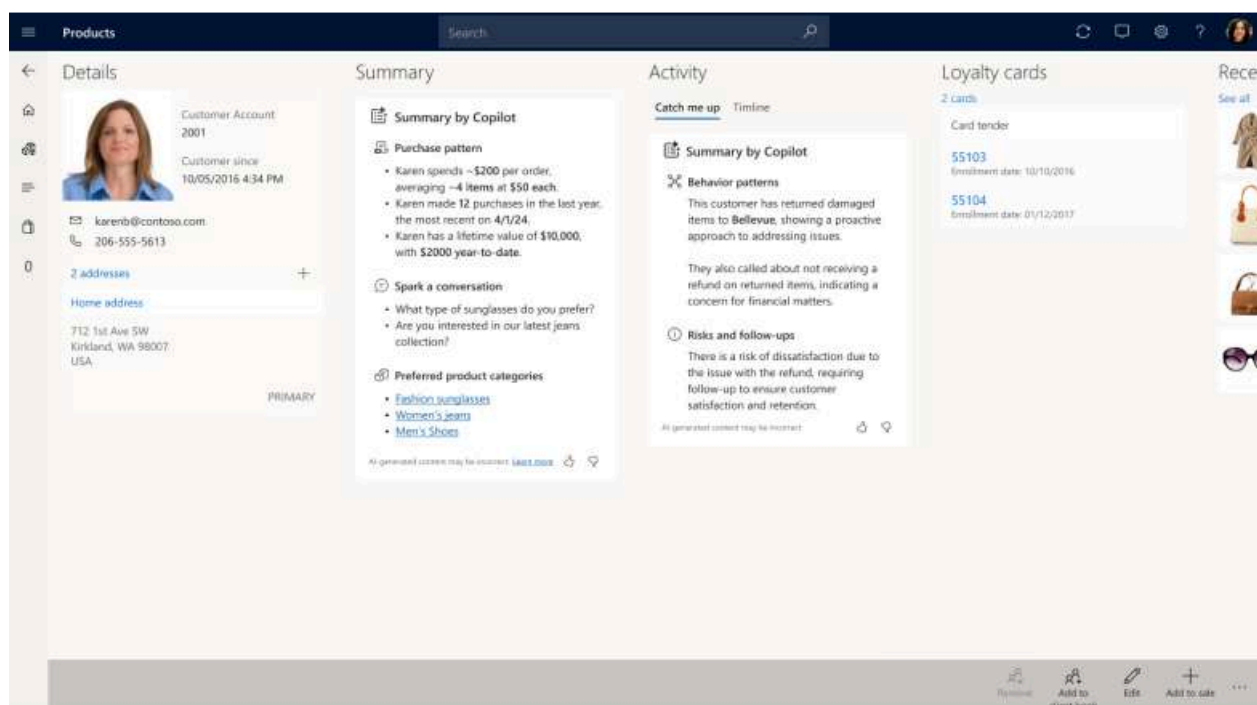 Products
Search
Details
Customer Account
2001
Customer since
10/05/2016 4:34 PM
karenb@contoso.com
206-555-5613
2 addresses
Home address
712 1st Ave SW
Kirkland, WA 98007
USA
PRIMARY
Summary
Summary by Copilot
Purchase pattern
• Karen spends ~$200 per order,
averaging ~4 items at $50 each.
• Karen made 12 purchases in the last year,
the most recent on 4/1/24.
• Karen has a lifetime value of $10,000,
with $2000 year-to-date.
Spark a conversation
• What type of sunglasses do you prefer?
• Are you interested in our latest jeans
collection?
Preferred product categories
• Fashion sunglasses
• Women's jeans
• Men's Shoes
AI-generated content may be incorrect Learn more
Activity
Catch me up Timline
Summary by Copilot
Behavior patterns
This customer has returned damaged
items to Bellevue, showing a proactive
approach to addressing issues.
They also called about not receiving a
refund on returned items, indicating a
concern for financial matters.
Risks and follow-ups
There is a risk of dissatisfaction due to
the issue with the refund, requiring
follow-up to ensure customer
satisfaction and retention.
AI generated content may be incorrect
Loyalty cards
2 cards
Card tender
55103
Enrollment date: 10/10/2016
55104
Enrollment date: 01/12/2017
Rece
See all
0
Remove
Add to
Edit
Add to sale